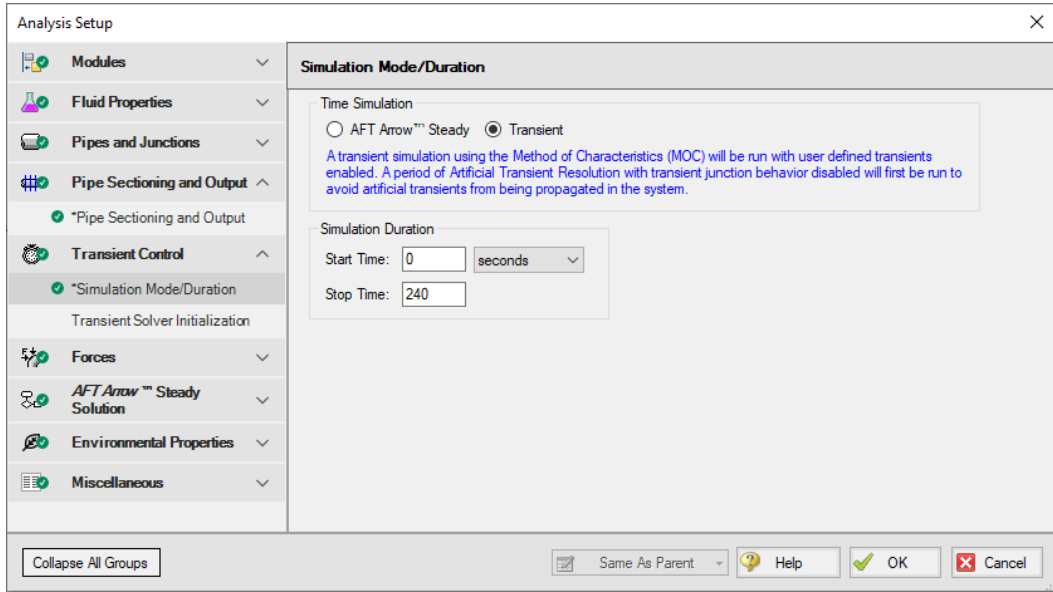 Analysis Setup
Modules
Fluid Properties
Pipes and Junctions
Pipe Sectioning and Output
*Pipe Sectioning and Output
Transient Control
*Simulation Mode/Duration
Transient Solver Initialization
Forces
AFT Arrow ™ Steady
Solution
Environmental Properties
Miscellaneous
Simulation Mode/Duration
Time Simulation
AFT Arrow™ Steady Transient
A transient simulation using the Method of Characteristics (MOC) will be run with user defined transients
enabled. A period of Artificial Transient Resolution with transient junction behavior disabled will first be run to
avoid artificial transients from being propagated in the system.
Simulation Duration
Start Time: 0 seconds
Stop Time: 240
Collapse All Groups Same As Parent Help OK Cancel